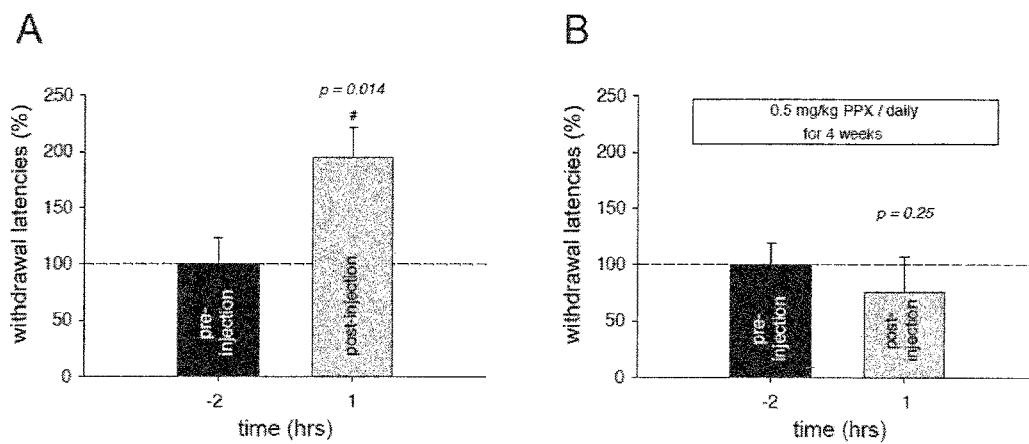 A
B
withdrawal latencies (%)
250
200
150
100
50
0
p = 0.014
#
pre-
injection
post-injection
-2
1
time (hrs)
withdrawal latencies (%)
250
200
150
100
50
0
0.5 mg/kg PPX / daily
for 4 weeks
p = 0.25
pre-
injection
post-
injection
-2
1
time (hrs)